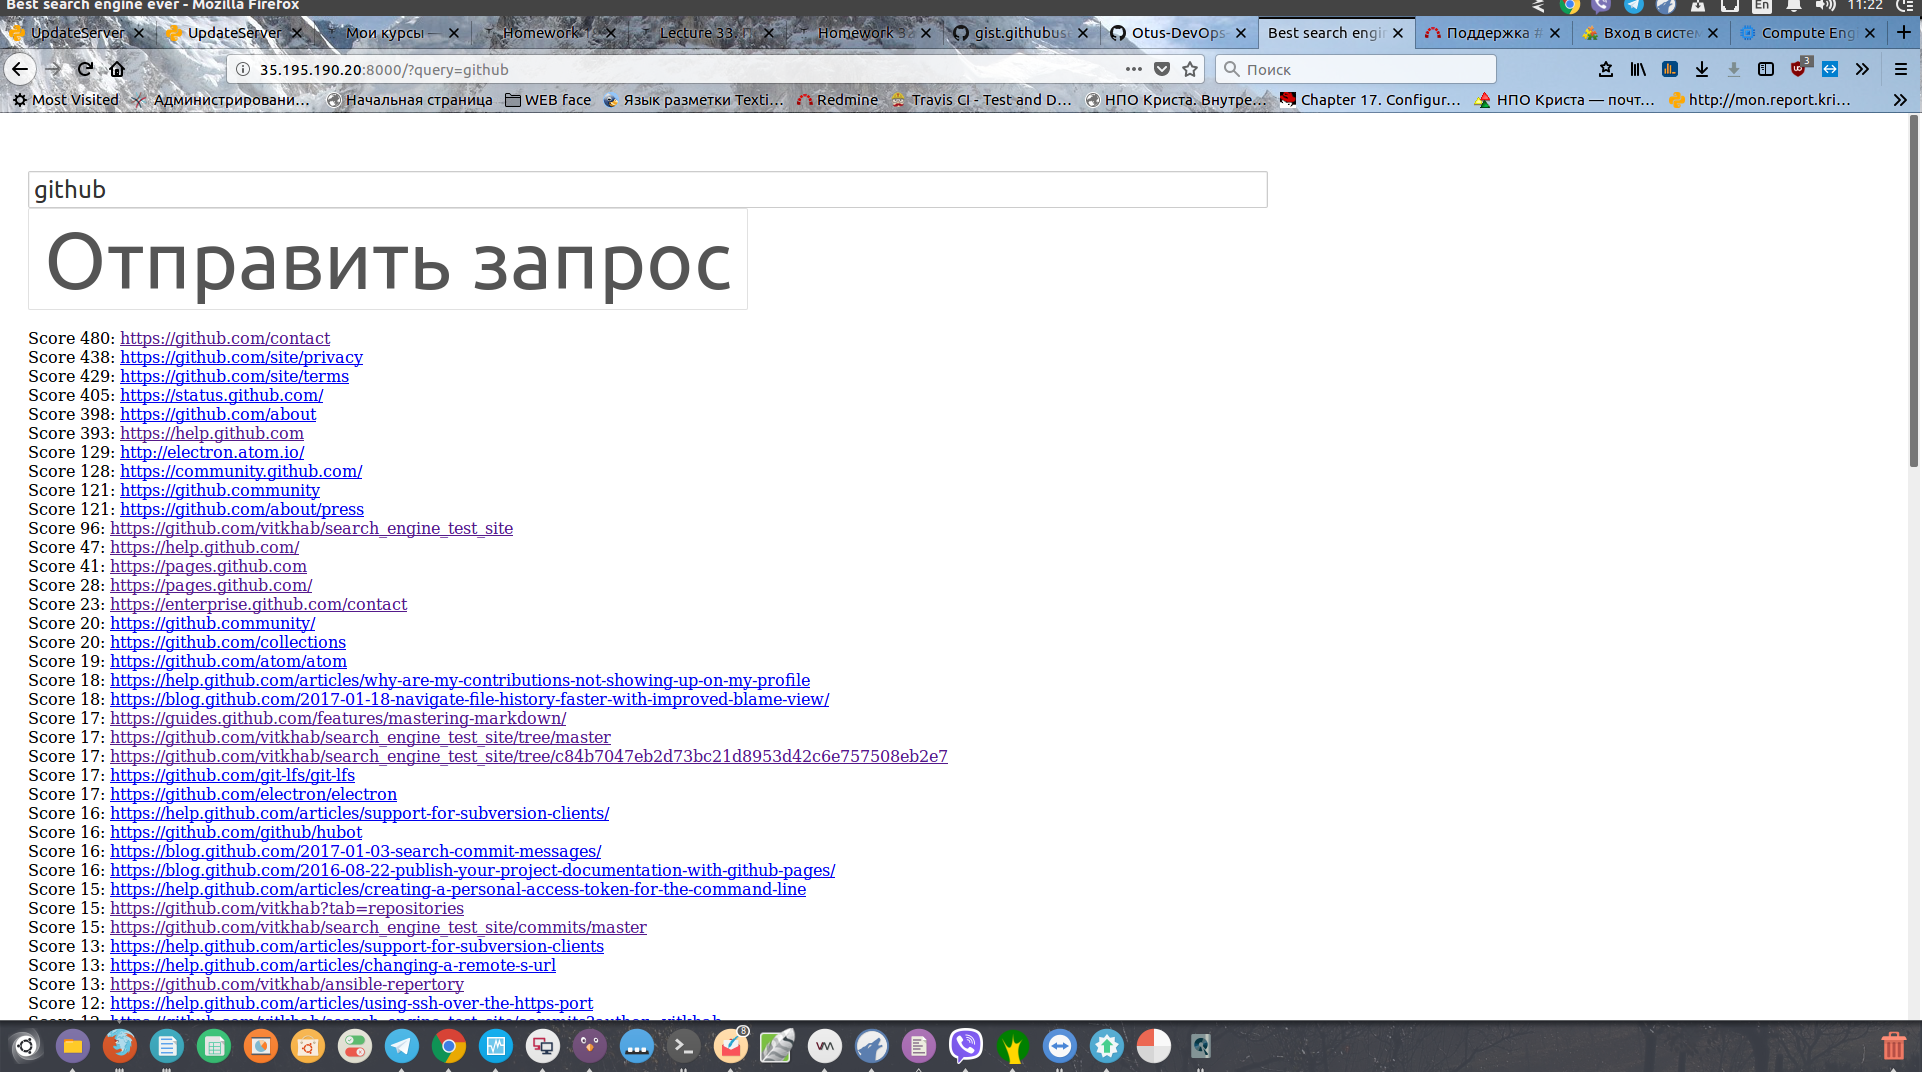 Best search engine ever - Mozilla Firefox
En
11:22
UpdateServer
UpdateServer
Мои курсы —
Homework
Lecture 33.
Homework 3
gist.githubuse
Otus-DevOps
Best search engin
Поддержка #
Вход в систем
Compute Eng
35.195.190.20:8000/?query=github
Поиск
3
Most Visited
Администрировани…
Начальная страница
WEB face
Язык разметки Texti…
Redmine
Travis CI - Test and D…
НПО Криста. Внутре…
Chapter 17. Configur…
НПО Криста — почт…
http://mon.report.kri…
github
Отправить запрос
Score 480: https://github.com/contact
Score 438: https://github.com/site/privacy
Score 429: https://github.com/site/terms
Score 405: https://status.github.com/
Score 398: https://github.com/about
Score 393: https://help.github.com
Score 129: http://electron.atom.io/
Score 128: https://community.github.com/
Score 121: https://github.community
Score 121: https://github.com/about/press
Score 96: https://github.com/vitkhab/search_engine_test_site
Score 47: https://help.github.com/
Score 41: https://pages.github.com
Score 28: https://pages.github.com/
Score 23: https://enterprise.github.com/contact
Score 20: https://github.community/
Score 20: https://github.com/collections
Score 19: https://github.com/atom/atom
Score 18: https://help.github.com/articles/why-are-my-contributions-not-showing-up-on-my-profile
Score 18: https://blog.github.com/2017-01-18-navigate-file-history-faster-with-improved-blame-view/
Score 17: https://guides.github.com/features/mastering-markdown/
Score 17: https://github.com/vitkhab/search_engine_test_site/tree/master
Score 17: https://github.com/vitkhab/search_engine_test_site/tree/c84b7047eb2d73bc21d8953d42c6e757508eb2e7
Score 17: https://github.com/git-lfs/git-lfs
Score 17: https://github.com/electron/electron
Score 16: https://help.github.com/articles/support-for-subversion-clients/
Score 16: https://github.com/github/hubot
Score 16: https://blog.github.com/2017-01-03-search-commit-messages/
Score 16: https://blog.github.com/2016-08-22-publish-your-project-documentation-with-github-pages/
Score 15: https://help.github.com/articles/creating-a-personal-access-token-for-the-command-line
Score 15: https://github.com/vitkhab?tab=repositories
Score 15: https://github.com/vitkhab/search_engine_test_site/commits/master
Score 13: https://help.github.com/articles/support-for-subversion-clients
Score 13: https://help.github.com/articles/changing-a-remote-s-url
Score 13: https://github.com/vitkhab/ansible-repertory
Score 12: https://help.github.com/articles/using-ssh-over-the-https-port
Score 12: https://github.com/vitkhab/search_engine_test_site/commits?author=vitkhab
8